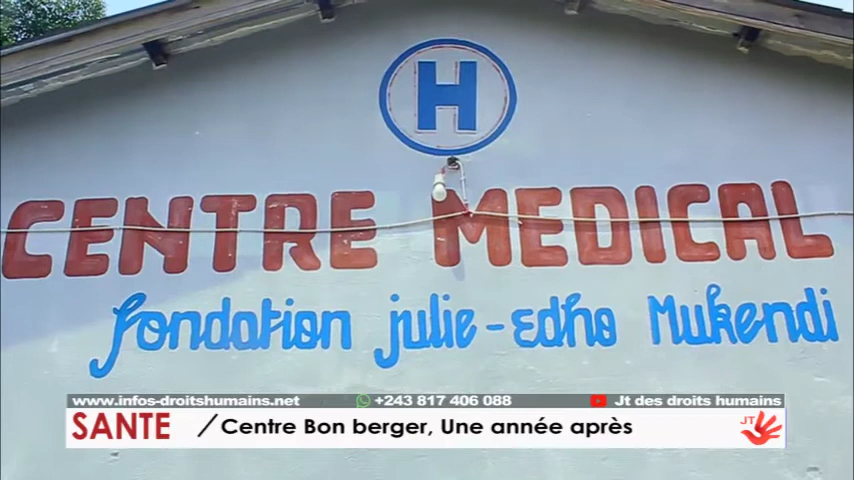 H
CENTRE MEDICAL
fondation julie-Edho Mukendi
www.infos-droitshumains.net +243 817 406 088 Jt des droits humains
SANTE /Centre Bon berger, Une année après JT